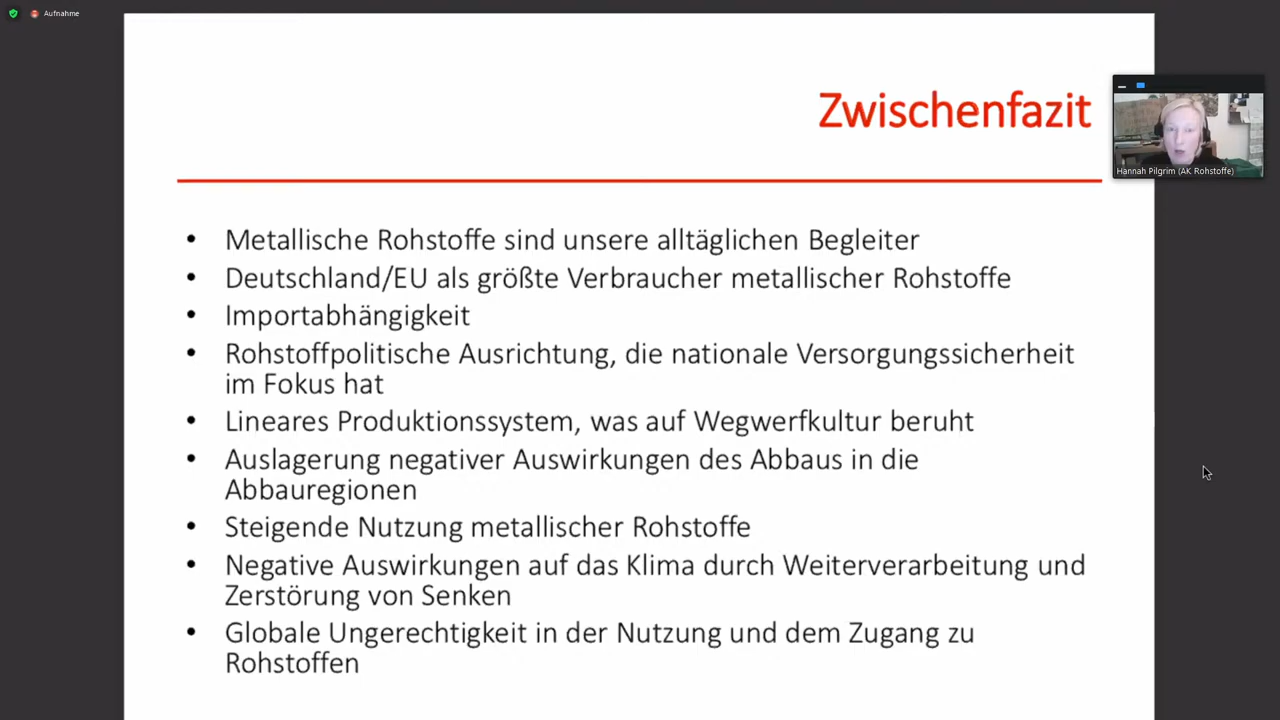 Aufnahme
Zwischenfazit
Hannah Pilgrim (AK Rohstoffe)
• Metallische Rohstoffe sind unsere alltäglichen Begleiter
• Deutschland/EU als größte Verbraucher metallischer Rohstoffe
• Importabhängigkeit
• Rohstoffpolitische Ausrichtung, die nationale Versorgungssicherheit
im Fokus hat
• Lineares Produktionssystem, was auf Wegwerfkultur beruht
• Auslagerung negativer Auswirkungen des Abbaus in die
Abbauregionen
• Steigende Nutzung metallischer Rohstoffe
• Negative Auswirkungen auf das Klima durch Weiterverarbeitung und
Zerstörung von Senken
• Globale Ungerechtigkeit in der Nutzung und dem Zugang zu
Rohstoffen